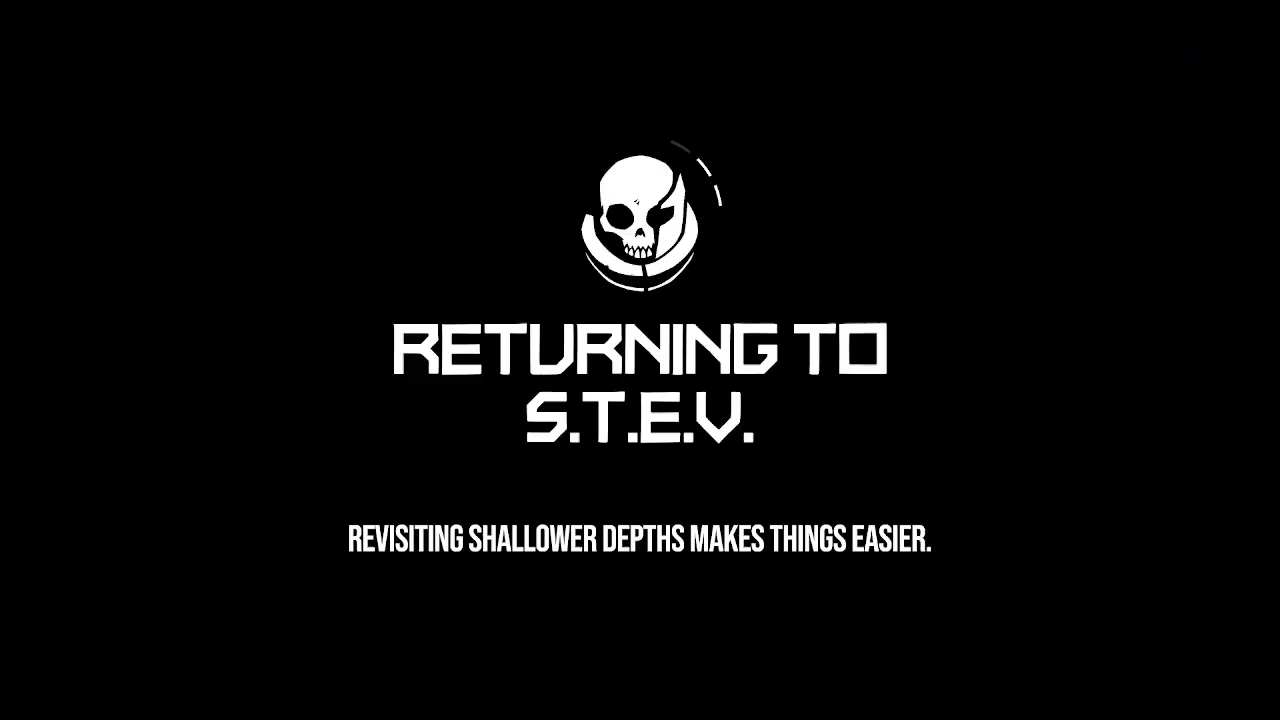 RETURNING TO
S.T.E.V.
REVISITING SHALLOWER DEPTHS MAKES THINGS EASIER.